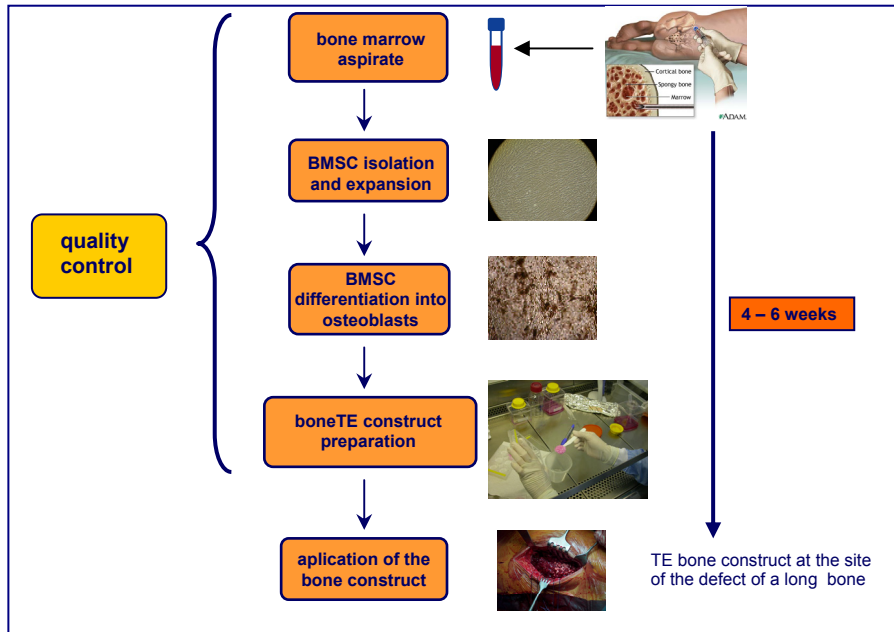 bone marrow
aspirate
Cortical bone
Spongy bone
Marrow
ADAM.
BMSC isolation
and expansion
quality
control
BMSC
differentiation into
osteoblasts
4 – 6 weeks
boneTE construct
preparation
aplication of the
bone construct
TE bone construct at the site
of the defect of a long bone